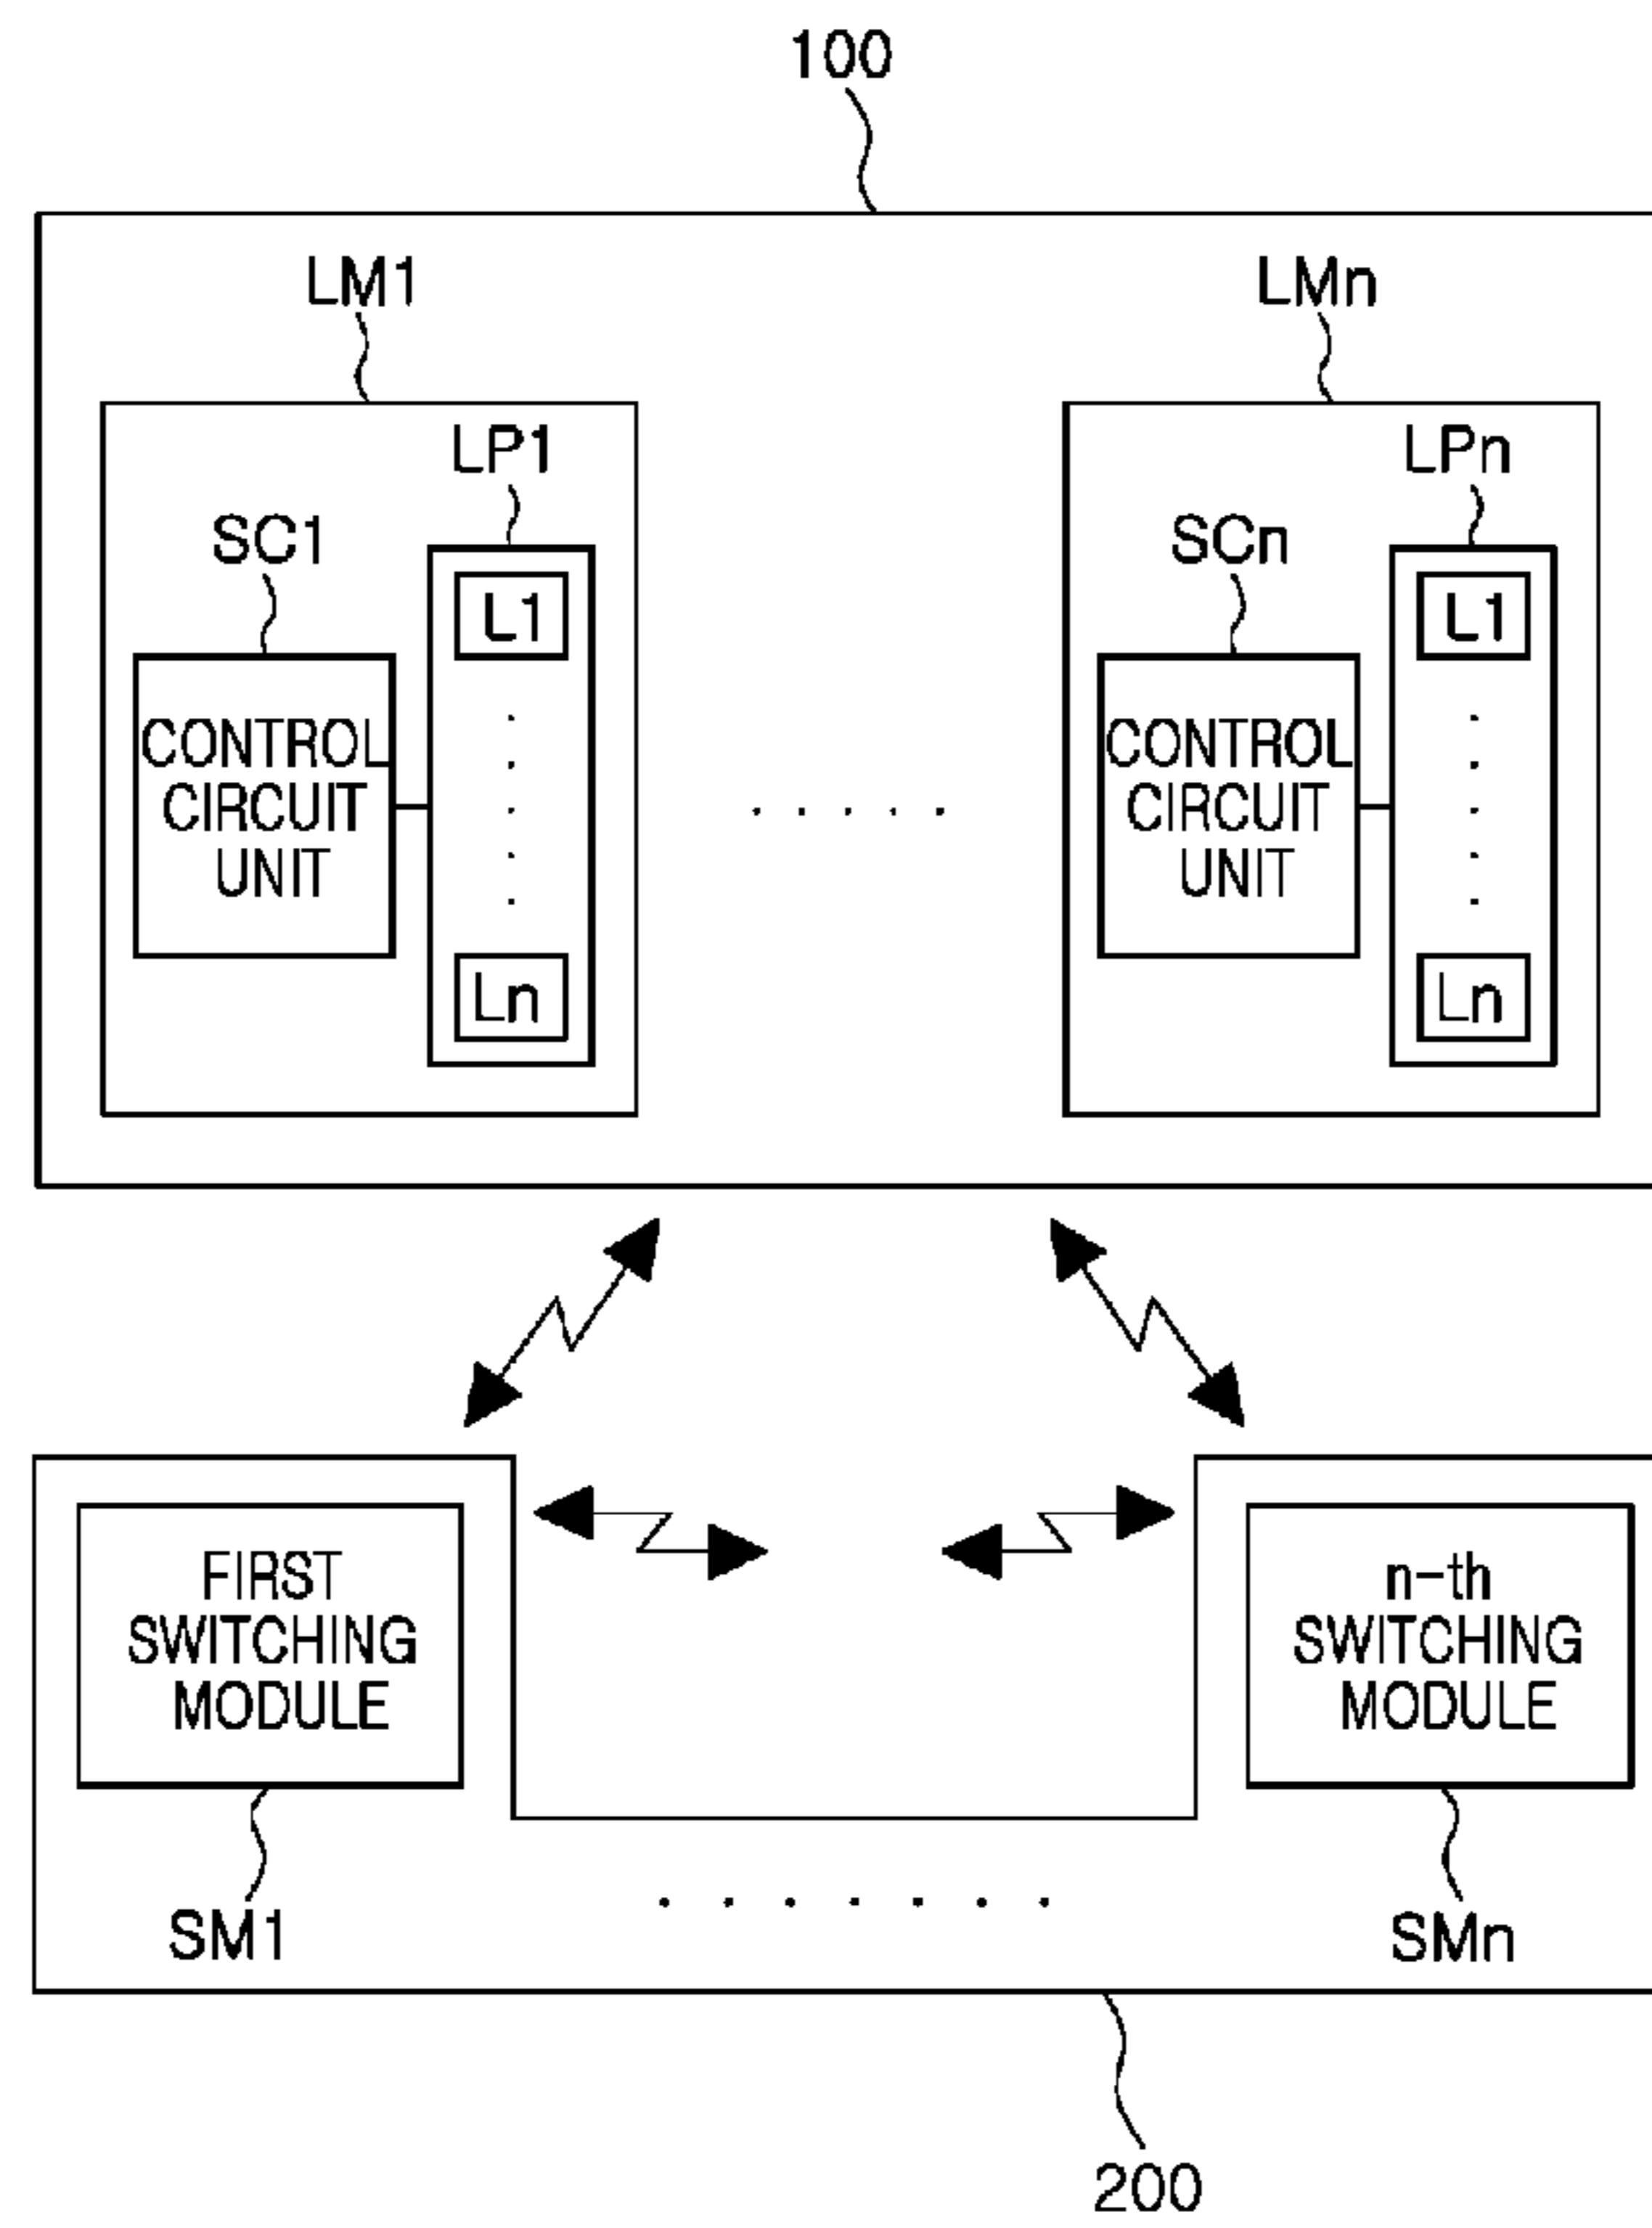 100
LM1
LMn
LP1
LPn
SC1
SCn
L1
L1
CONTROL
CIRCUIT
UNIT
CONTROL
CIRCUIT
UNIT
Ln
Ln
FIRST
SWITCHING
MODULE
n-th
SWITCHING
MODULE
SM1
SMn
200